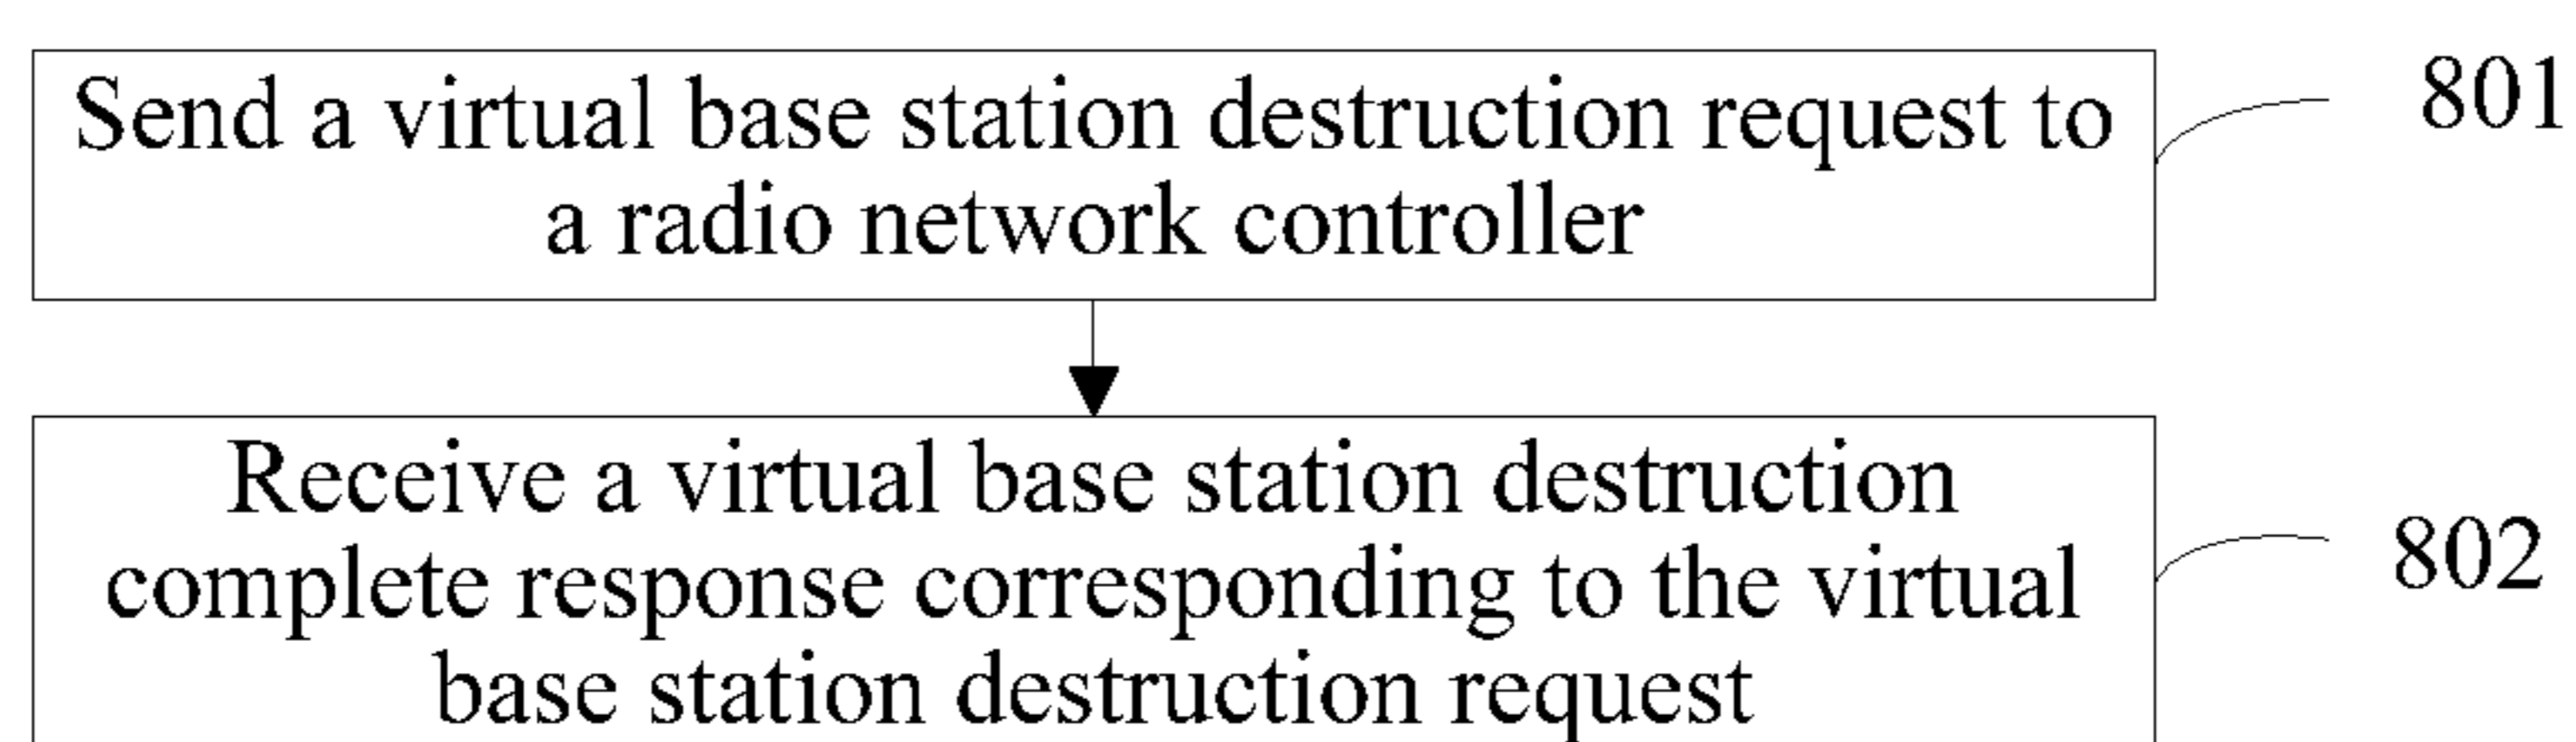 Send a virtual base station destruction request to
a radio network controller
801
Receive a virtual base station destruction
complete response corresponding to the virtual
base station destruction request
802